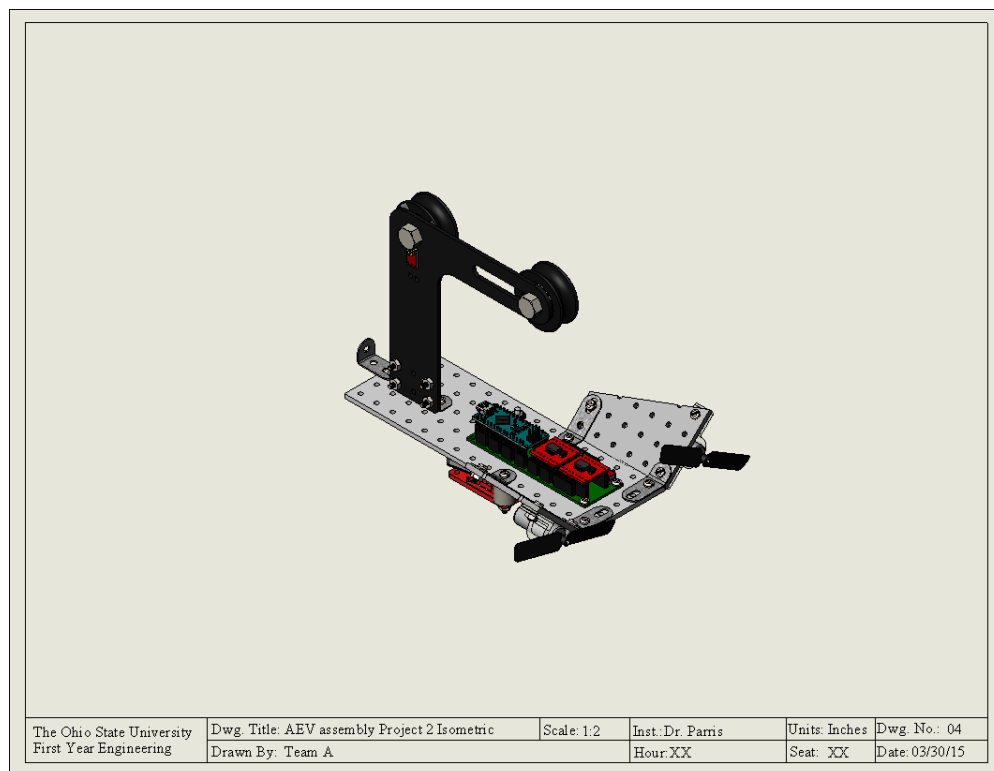 The Ohio State University
First Year Engineering
Dwg. Title: AEV assembly Project 2 Isometric
Drawn By: Team A
Scale: 1:2
Inst.:Dr. Parris
Hour:XX
Units: Inches
Seat: XX
Dwg. No.: 04
Date: 03/30/15